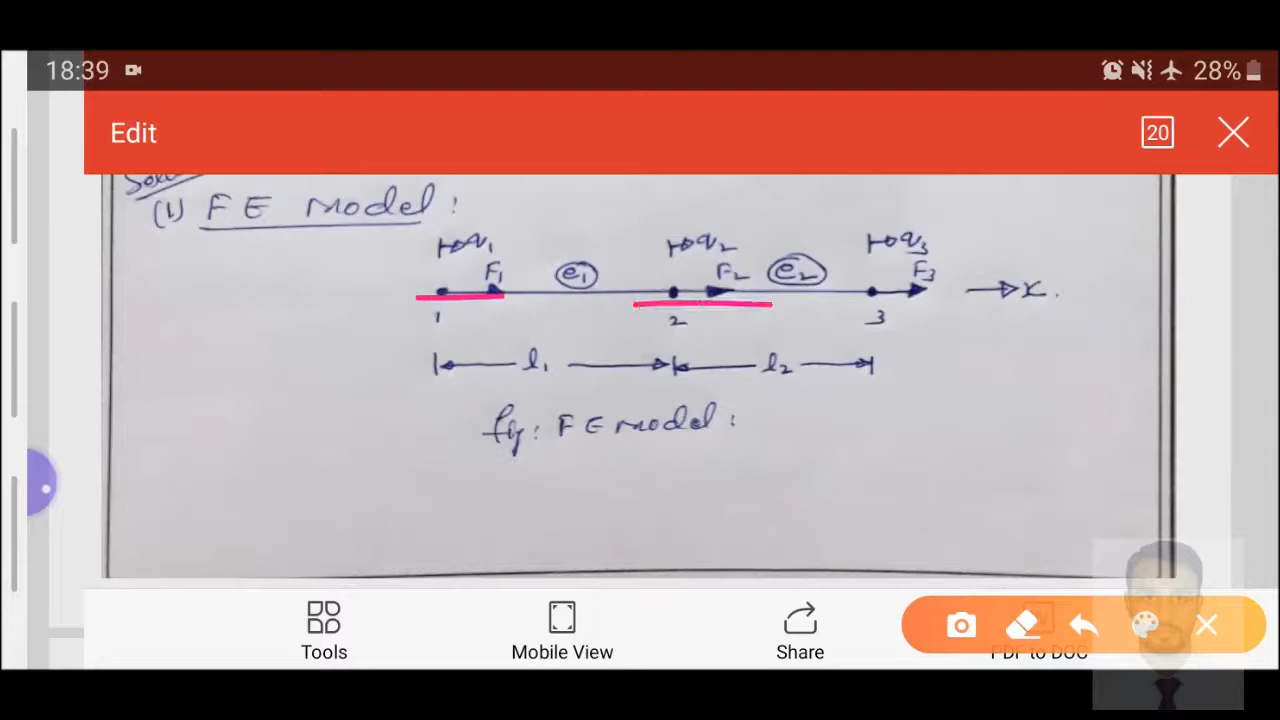 18:39 28%
Edit 20
(1) FE model:
q1 q2 q3
F1 e1 F2 e2 F3 x.
1 2 3
l1 l2
fig: FE model:
Tools Mobile View Share PDF to DOC